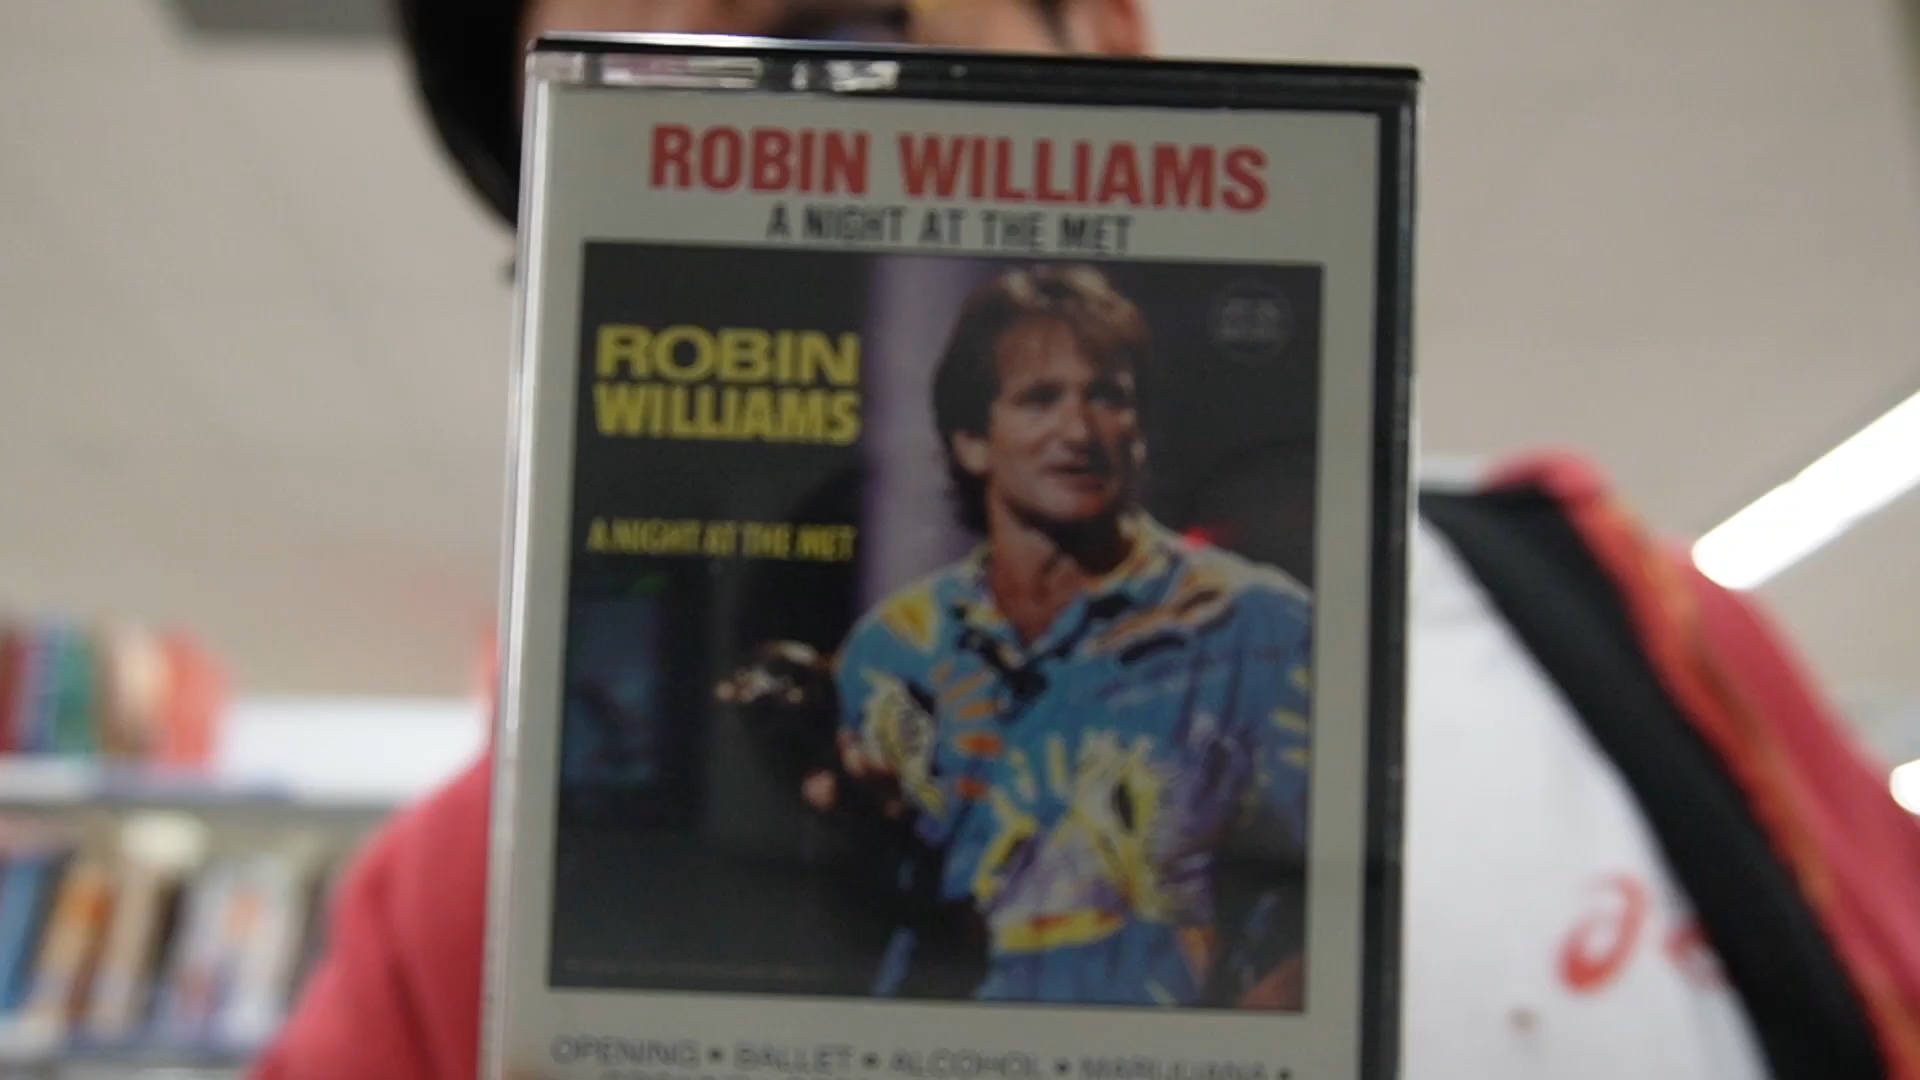 ROBIN WILLIAMS
A NIGHT AT THE MET
ROBIN
WILLIAMS
A NIGHT AT THE MET
OPENING • BALLET • ALCOHOL • MARIJUANA •